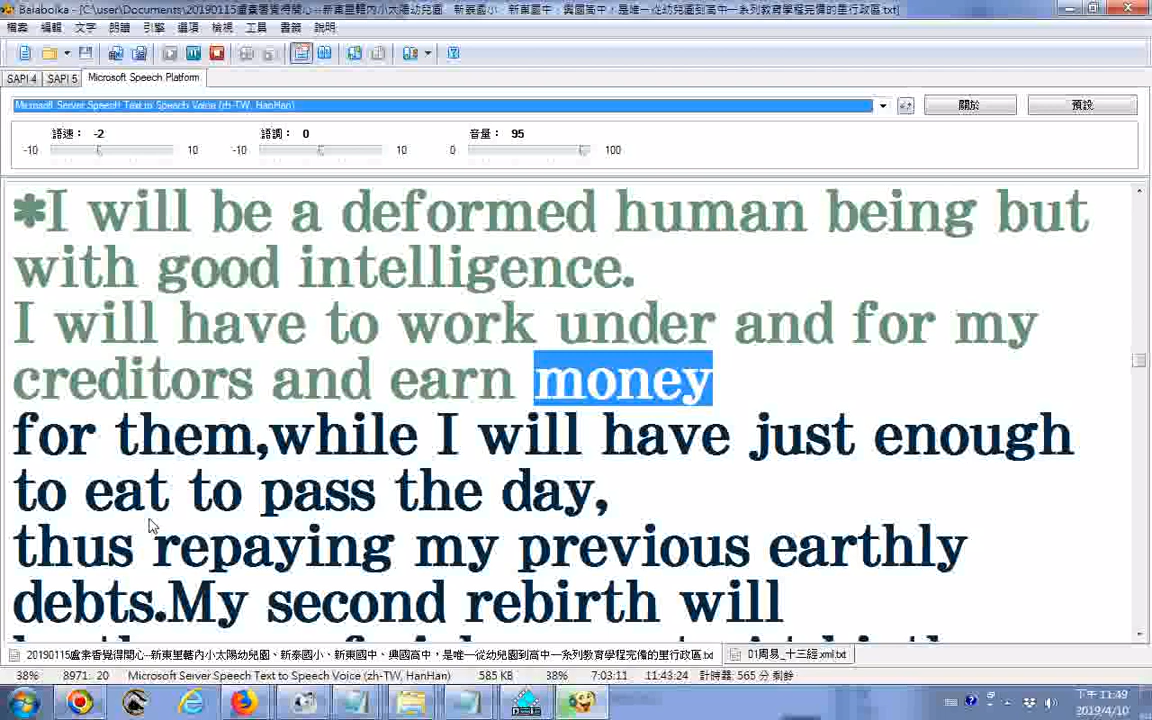 Balabolka - [C:\user\Documents\20190115盧素香覺得開心--新東里轄內小太陽幼兒園、新泰國小、新東國中、興國高中，是唯一從幼兒園到高中一系列教育學程完備的里行政區.txt]
檔案 編輯 文字 朗讀 引擎 選項 檢視 工具 書籤 說明
SAPI 4 SAPI 5 Microsoft Speech Platform
Microsoft Server Speech Text to Speech Voice (zh-TW, HanHan)
關於 預設
語速： -2 語調： 0 音量： 95
-10 10 -10 10 0 100
*I will be a deformed human being but
with good intelligence.
I will have to work under and for my
creditors and earn money
for them,while I will have just enough
to eat to pass the day,
thus repaying my previous earthly
debts.My second rebirth will
20190115盧素香覺得開心--新東里轄內小太陽幼兒園、新泰國小、新東國中、興國高中，是唯一從幼兒園到高中一系列教育學程完備的里行政區.txt 01周易_十三經.xml.txt
38% 8971: 20 Microsoft Server Speech Text to Speech Voice (zh-TW, HanHan) 585 KB 38% 7:03:11 11:43:24 計時器: 565 分 剩餘
下午 11:49
2019/4/10